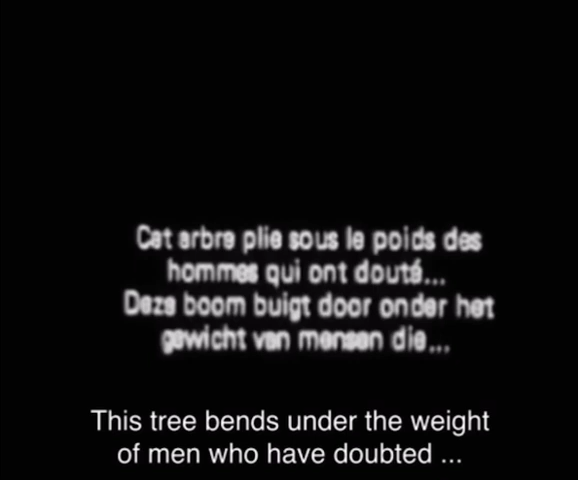 Cet arbre plie sous le poids des
hommes qui ont douté...
Deze boom buigt door onder het
gewicht van mensen die...
This tree bends under the weight
of men who have doubted ...